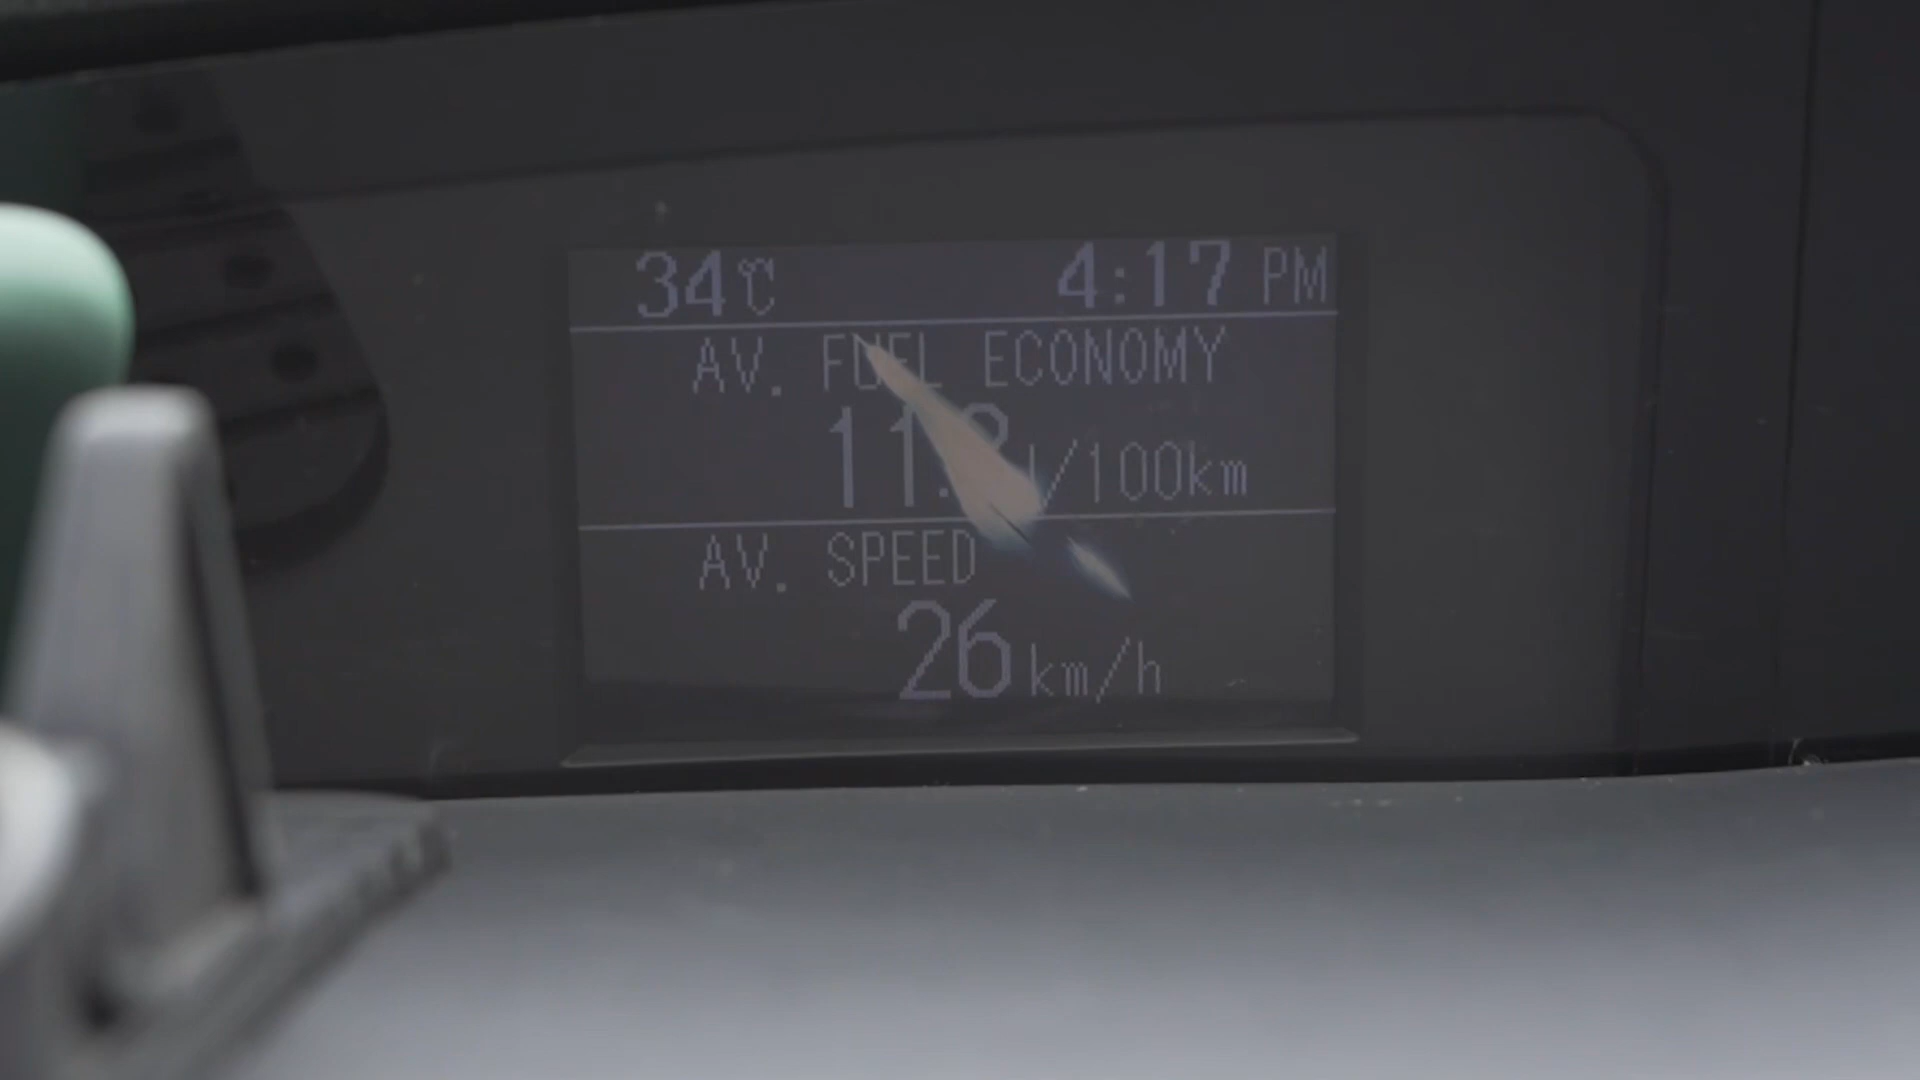 34℃ 4:17 PM
AV. FUEL ECONOMY
l/100km
AV. SPEED
26 km/h